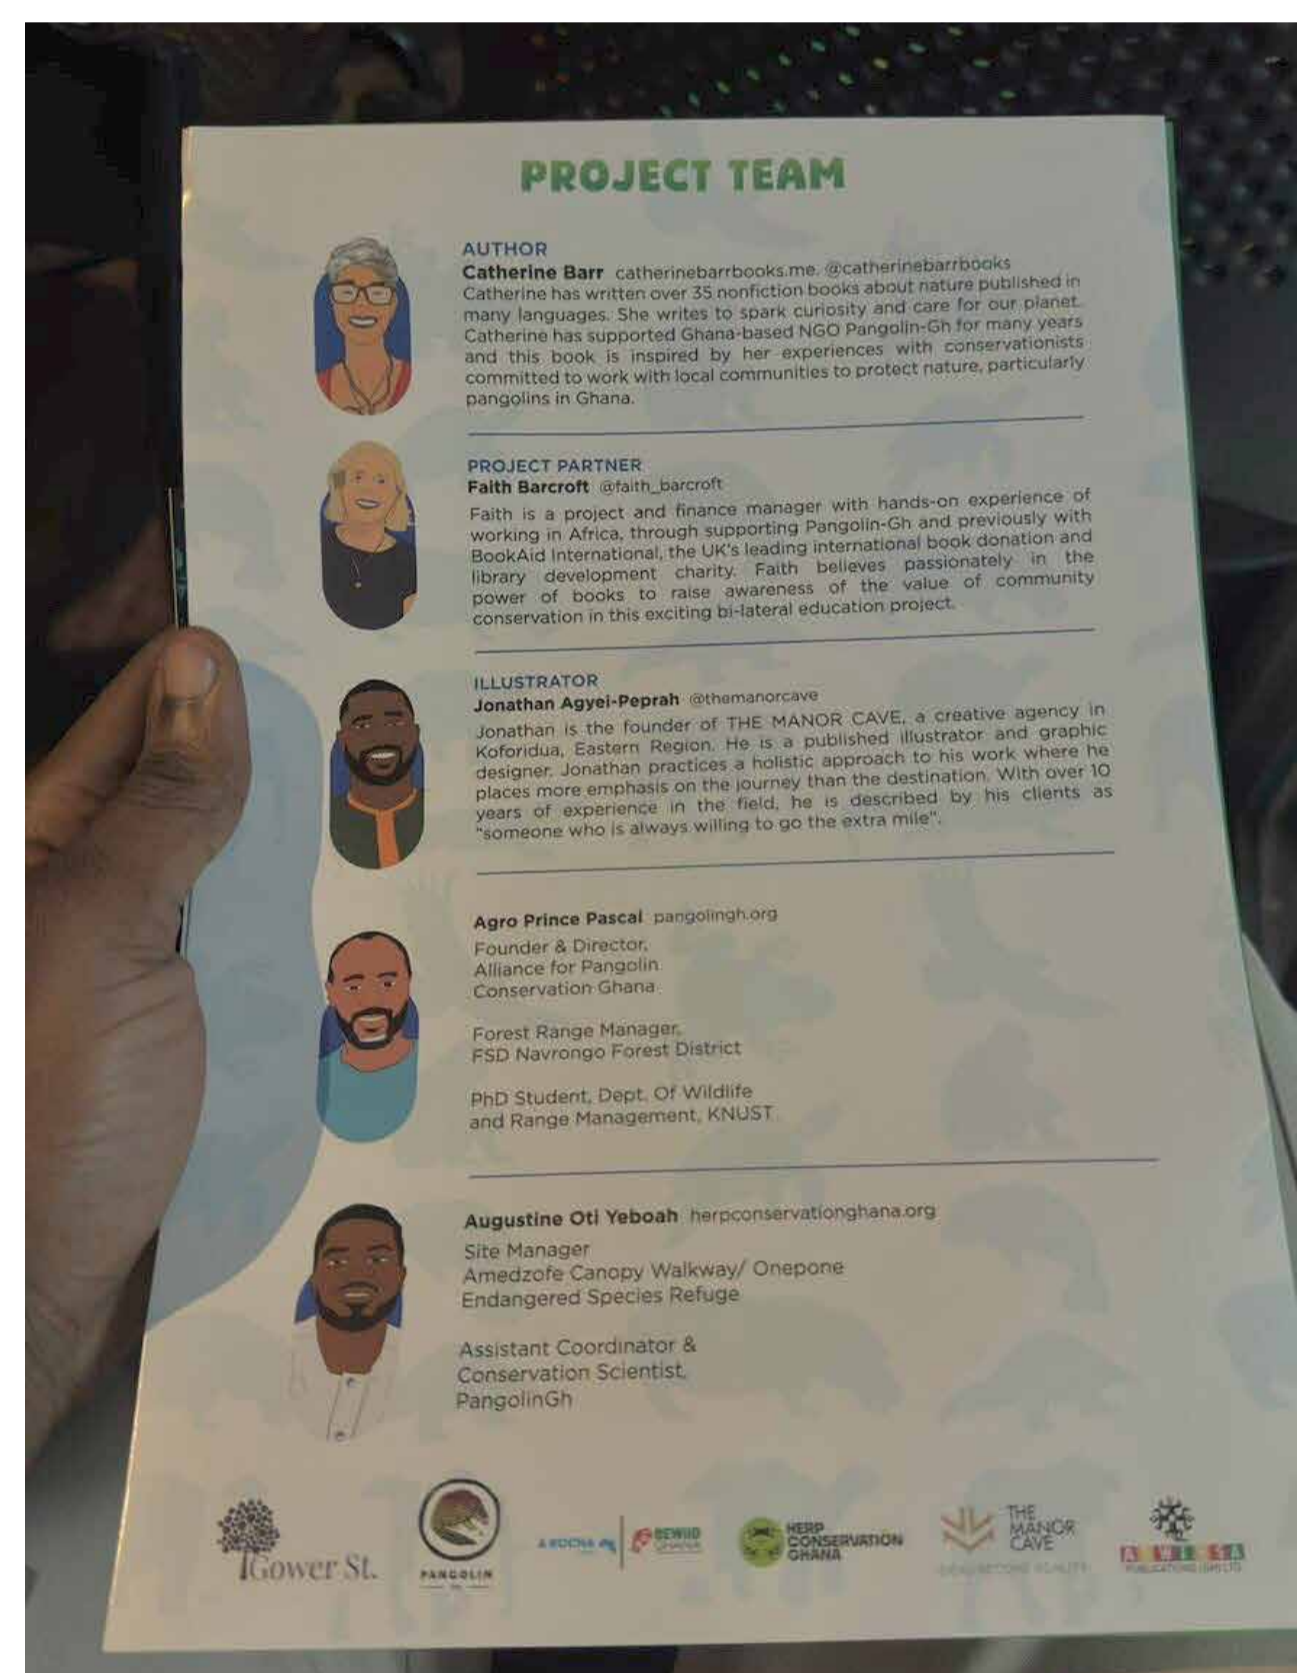 PROJECT TEAM
AUTHOR
Catherine Barr catherinebarrbooks.me. @catherinebarrbooks
Catherine has written over 35 nonfiction books about nature published in
many languages. She writes to spark curiosity and care for our planet.
Catherine has supported Ghana-based NGO Pangolin-Gh for many years
and this book is inspired by her experiences with conservationists
committed to work with local communities to protect nature, particularly
pangolins in Ghana.
PROJECT PARTNER
Faith Barcroft @faith_barcroft
Faith is a project and finance manager with hands-on experience of
working in Africa, through supporting Pangolin-Gh and previously with
BookAid International, the UK's leading international book donation and
library development charity. Faith believes passionately in the
power of books to raise awareness of the value of community
conservation in this exciting bi-lateral education project.
ILLUSTRATOR
Jonathan Agyei-Peprah @themanorcave
Jonathan is the founder of THE MANOR CAVE, a creative agency in
Koforidua, Eastern Region. He is a published illustrator and graphic
designer. Jonathan practices a holistic approach to his work where he
places more emphasis on the journey than the destination. With over 10
years of experience in the field, he is described by his clients as
"someone who is always willing to go the extra mile".
Agro Prince Pascal pangolingh.org
Founder & Director,
Alliance for Pangolin
Conservation Ghana
Forest Range Manager,
FSD Navrongo Forest District
PhD Student, Dept. Of Wildlife
and Range Management, KNUST
Augustine Oti Yeboah herpconservationghana.org
Site Manager
Amedzofe Canopy Walkway/ Onepone
Endangered Species Refuge
Assistant Coordinator &
Conservation Scientist,
PangolinGh
Gower St.
PANGOLIN
A ROCHA
REWILD
GHANA
HERP
CONSERVATION
GHANA
THE
MANOR
CAVE